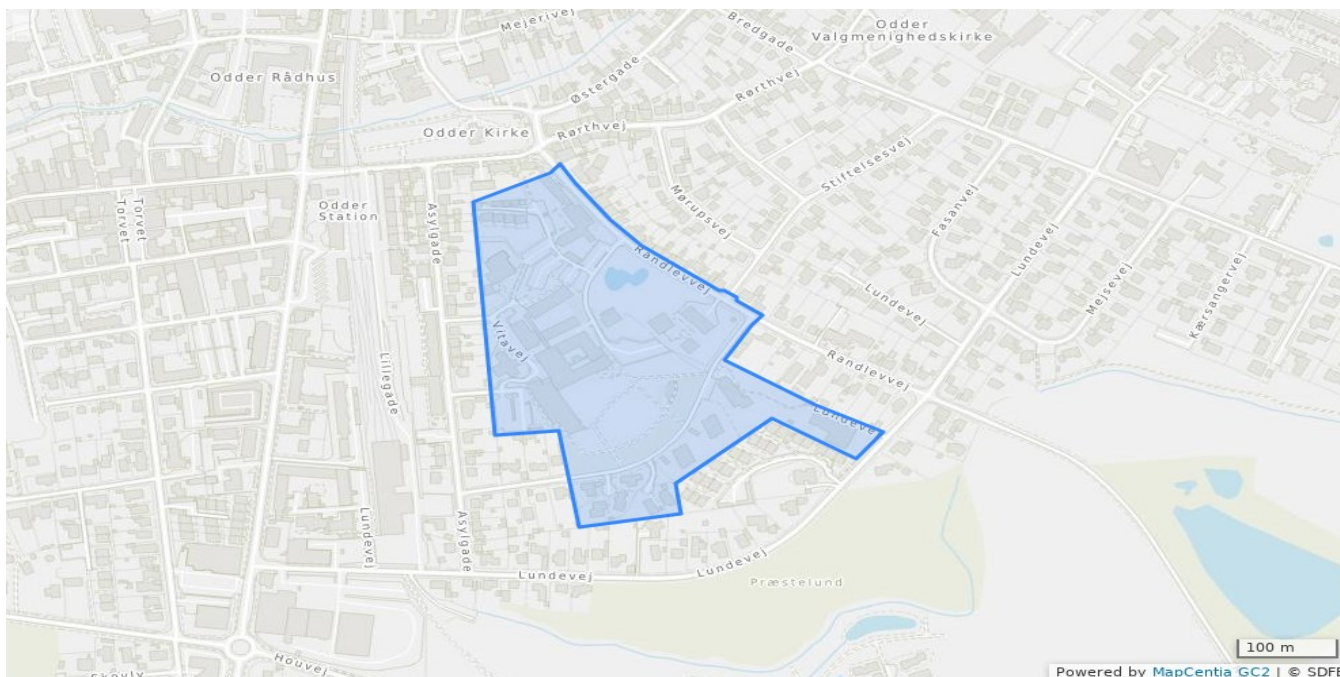 Mejerivej
Bredgade
Odder
Valgmenighedskirke
Odder Rådhus
Østergade
Rørthvej
Odder Kirke
Rørthvej
Stiftelsesvej
Mørupsvej
Fasanvej
Lundevej
Mejsevej
Kærsangervej
Torvet
Torvet
Odder
Station
Asylgade
Randlevvej
Lundevej
Vitavej
Lillegade
Randlevvej
Lundevej
Lundevej
Asylgade
Lundevej
Lundevej
Præstelund
Houvej
100 m
Powered by MapCentia GC2 | © SDFE